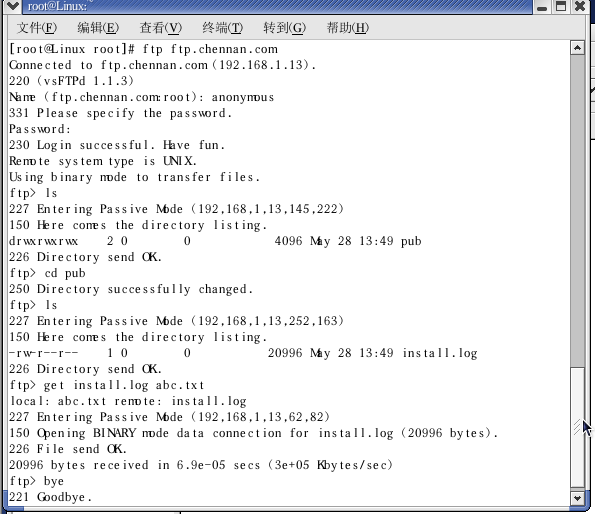 root@Linux:
文件(F) 编辑(E) 查看(V) 终端(T) 转到(G) 帮助(H)
[root@Linux root]# ftp ftp.chennan.com
Connected to ftp.chennan.com (192.168.1.13).
220 (vsFTPd 1.1.3)
Name (ftp.chennan.com:root): anonymous
331 Please specify the password.
Password:
230 Login successful. Have fun.
Remote system type is UNIX.
Using binary mode to transfer files.
ftp> ls
227 Entering Passive Mode (192,168,1,13,145,222)
150 Here comes the directory listing.
drwxrwxrwx    2 0        0            4096 May 28 13:49 pub
226 Directory send OK.
ftp> cd pub
250 Directory successfully changed.
ftp> ls
227 Entering Passive Mode (192,168,1,13,252,163)
150 Here comes the directory listing.
-rw-r--r--    1 0        0           20996 May 28 13:49 install.log
226 Directory send OK.
ftp> get install.log abc.txt
local: abc.txt remote: install.log
227 Entering Passive Mode (192,168,1,13,62,82)
150 Opening BINARY mode data connection for install.log (20996 bytes).
226 File send OK.
20996 bytes received in 6.9e-05 secs (3e+05 Kbytes/sec)
ftp> bye
221 Goodbye.